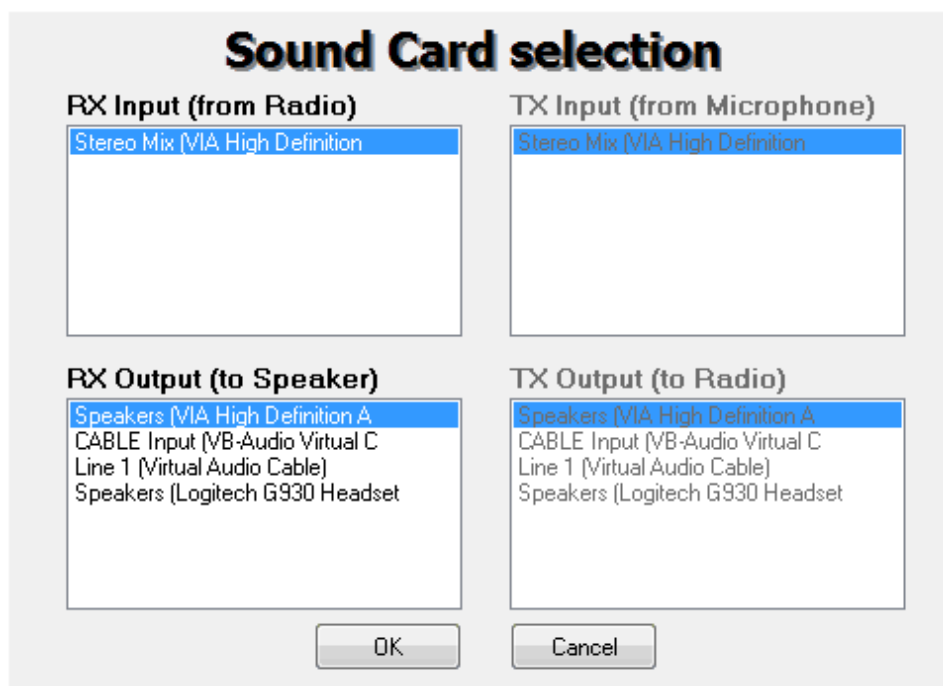 Sound Card selection
RX Input (from Radio)
Stereo Mix (VIA High Definition
TX Input (from Microphone)
Stereo Mix (VIA High Definition
RX Output (to Speaker)
Speakers (VIA High Definition A
CABLE Input (VB-Audio Virtual C
Line 1 (Virtual Audio Cable)
Speakers (Logitech G930 Headset
TX Output (to Radio)
Speakers (VIA High Definition A
CABLE Input (VB-Audio Virtual C
Line 1 (Virtual Audio Cable)
Speakers (Logitech G930 Headset
OK
Cancel